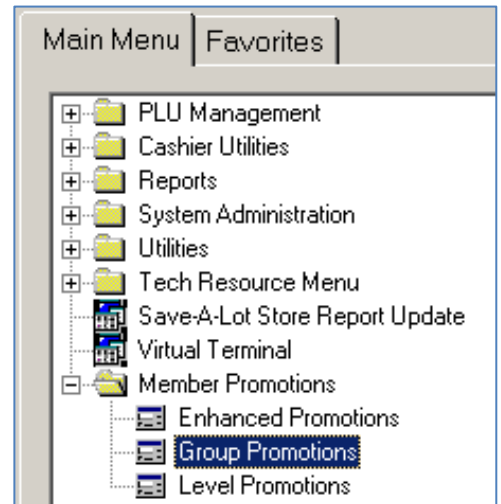 Main Menu Favorites
PLU Management
Cashier Utilities
Reports
System Administration
Utilities
Tech Resource Menu
Save-A-Lot Store Report Update
Virtual Terminal
Member Promotions
Enhanced Promotions
Group Promotions
Level Promotions